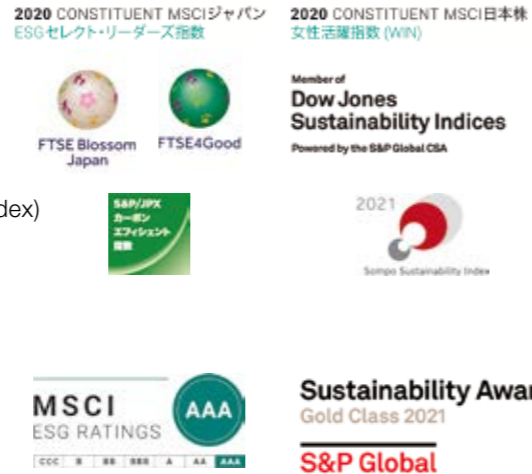 2020 CONSTITUENT MSCIジャパン
ESGセレクト・リーダーズ指数
2020 CONSTITUENT MSCI日本株
女性活躍指数 (WIN)
FTSE Blossom
Japan
FTSE4Good
Member of
Dow Jones
Sustainability Indices
Powered by the S&P Global CSA
dex)
S&P/JPX
カーボン
エフィシェント
指数
2021
Sompo Sustainability Index
MSCI
ESG RATINGS
AAA
CCC B BB BBB A AA AAA
Sustainability Awar
Gold Class 2021
S&P Global